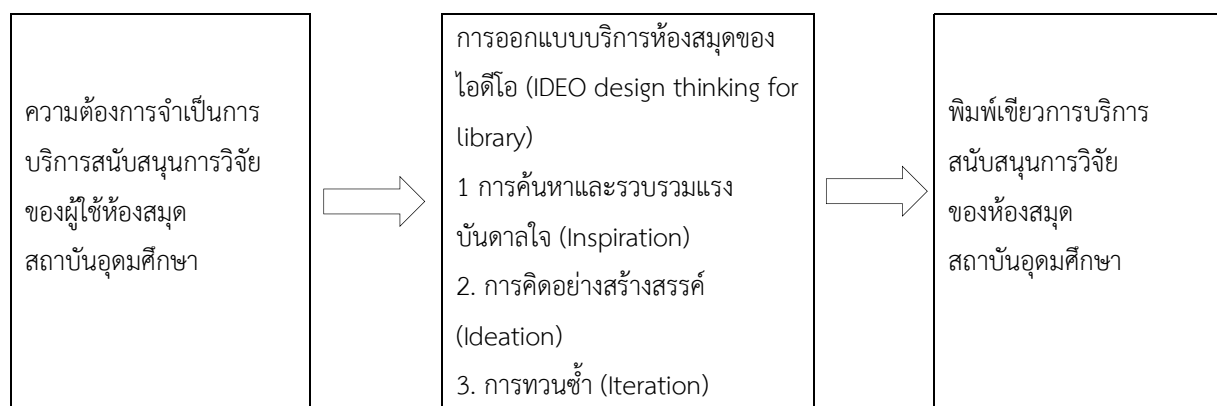 ความต้องการจำเป็นการ
บริการสนับสนุนการวิจัย
ของผู้ใช้ห้องสมุด
สถาบันอุดมศึกษา
การออกแบบบริการห้องสมุดของ
ไอดีโอ (IDEO design thinking for
library)
1 การค้นหาและรวบรวมแรง
บันดาลใจ (Inspiration)
2. การคิดอย่างสร้างสรรค์
(Ideation)
3. การทวนซ้ำ (Iteration)
พิมพ์เขียวการบริการ
สนับสนุนการวิจัย
ของห้องสมุด
สถาบันอุดมศึกษา